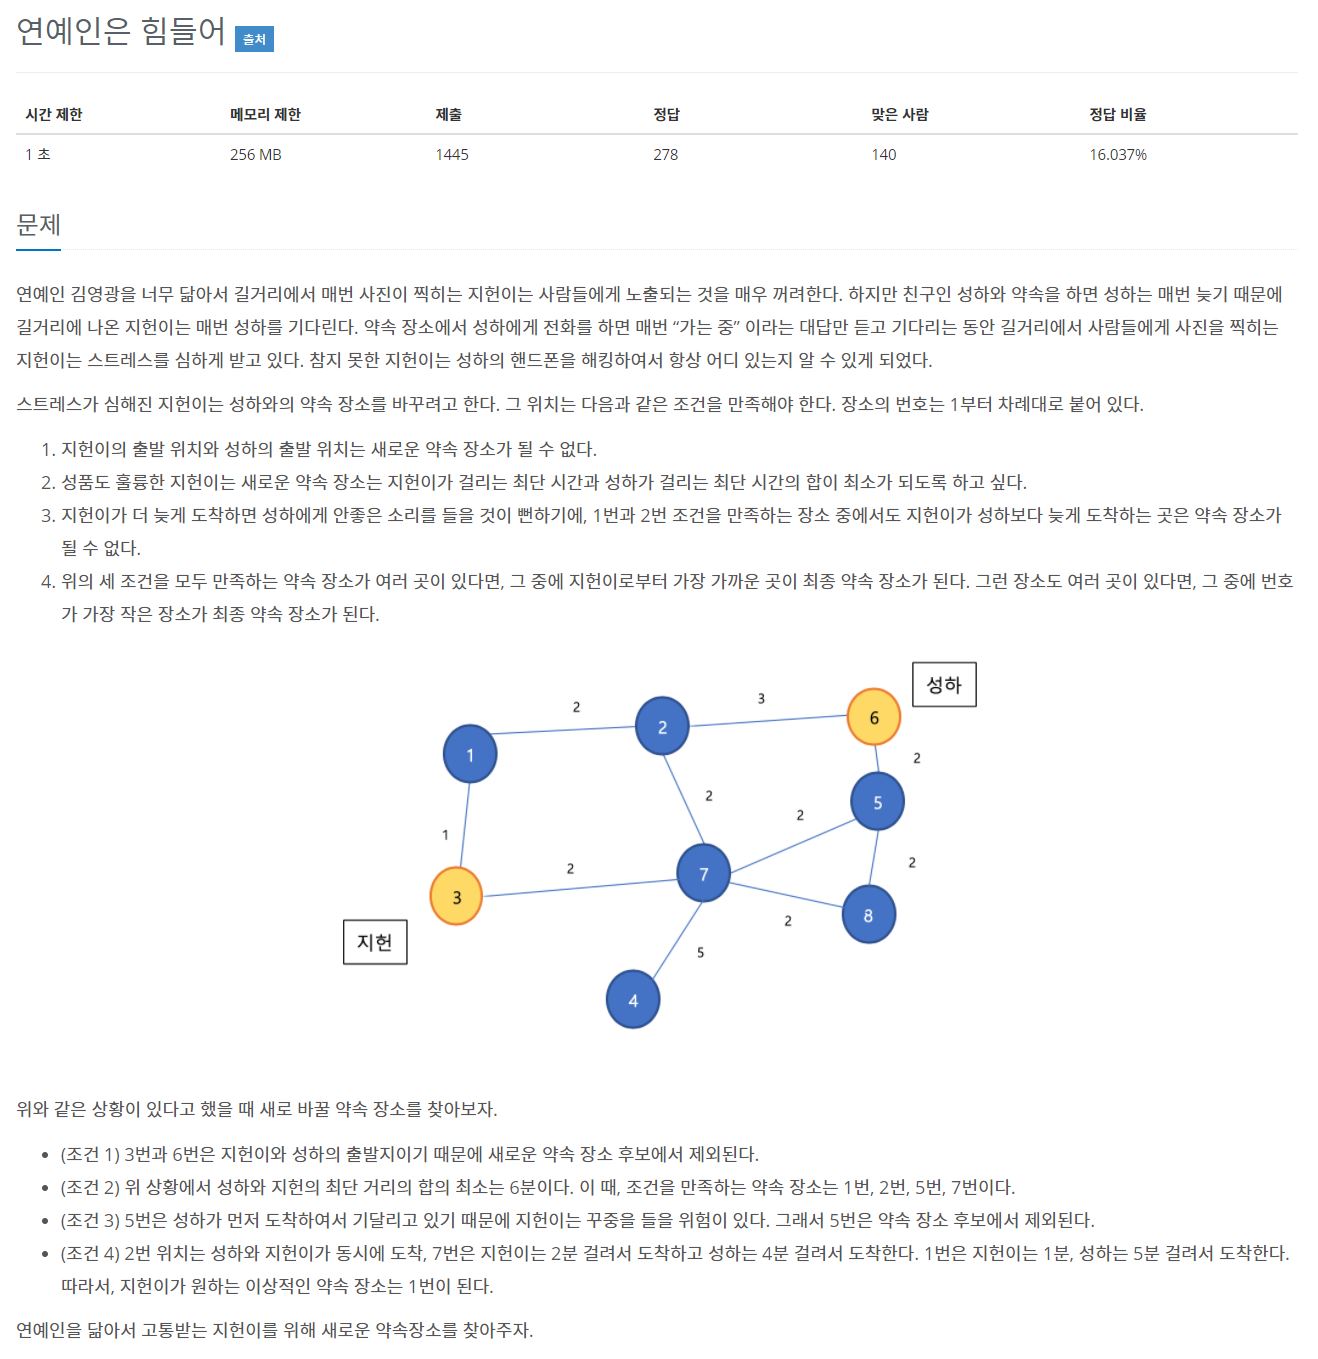 연예인은 힘들어 출처
시간 제한 메모리 제한 제출 정답 맞은 사람 정답 비율
1 초 256 MB 1445 278 140 16.037%
문제
연예인 김영광을 너무 닮아서 길거리에서 매번 사진이 찍히는 지헌이는 사람들에게 노출되는 것을 매우 꺼려한다. 하지만 친구인 성하와 약속을 하면 성하는 매번 늦기 때문에
길거리에 나온 지헌이는 매번 성하를 기다린다. 약속 장소에서 성하에게 전화를 하면 매번 “가는 중” 이라는 대답만 듣고 기다리는 동안 길거리에서 사람들에게 사진을 찍히는
지헌이는 스트레스를 심하게 받고 있다. 참지 못한 지헌이는 성하의 핸드폰을 해킹하여서 항상 어디 있는지 알 수 있게 되었다.
스트레스가 심해진 지헌이는 성하와의 약속 장소를 바꾸려고 한다. 그 위치는 다음과 같은 조건을 만족해야 한다. 장소의 번호는 1부터 차례대로 붙어 있다.
1. 지헌이의 출발 위치와 성하의 출발 위치는 새로운 약속 장소가 될 수 없다.
2. 성품도 훌륭한 지헌이는 새로운 약속 장소는 지헌이가 걸리는 최단 시간과 성하가 걸리는 최단 시간의 합이 최소가 되도록 하고 싶다.
3. 지헌이가 더 늦게 도착하면 성하에게 안좋은 소리를 들을 것이 뻔하기에, 1번과 2번 조건을 만족하는 장소 중에서도 지헌이가 성하보다 늦게 도착하는 곳은 약속 장소가
될 수 없다.
4. 위의 세 조건을 모두 만족하는 약속 장소가 여러 곳이 있다면, 그 중에 지헌이로부터 가장 가까운 곳이 최종 약속 장소가 된다. 그런 장소도 여러 곳이 있다면, 그 중에 번호
가 가장 작은 장소가 최종 약속 장소가 된다.
성하
2
3
6
2
1
2
2
5
2
1
2
2
7
2
3
8
2
지헌
5
4
위와 같은 상황이 있다고 했을 때 새로 바꿀 약속 장소를 찾아보자.
• (조건 1) 3번과 6번은 지헌이와 성하의 출발지이기 때문에 새로운 약속 장소 후보에서 제외된다.
• (조건 2) 위 상황에서 성하와 지헌의 최단 거리의 합의 최소는 6분이다. 이 때, 조건을 만족하는 약속 장소는 1번, 2번, 5번, 7번이다.
• (조건 3) 5번은 성하가 먼저 도착하여서 기달리고 있기 때문에 지헌이는 꾸중을 들을 위험이 있다. 그래서 5번은 약속 장소 후보에서 제외된다.
• (조건 4) 2번 위치는 성하와 지헌이가 동시에 도착, 7번은 지헌이는 2분 걸려서 도착하고 성하는 4분 걸려서 도착한다. 1번은 지헌이는 1분, 성하는 5분 걸려서 도착한다.
따라서, 지헌이가 원하는 이상적인 약속 장소는 1번이 된다.
연예인을 닮아서 고통받는 지헌이를 위해 새로운 약속장소를 찾아주자.